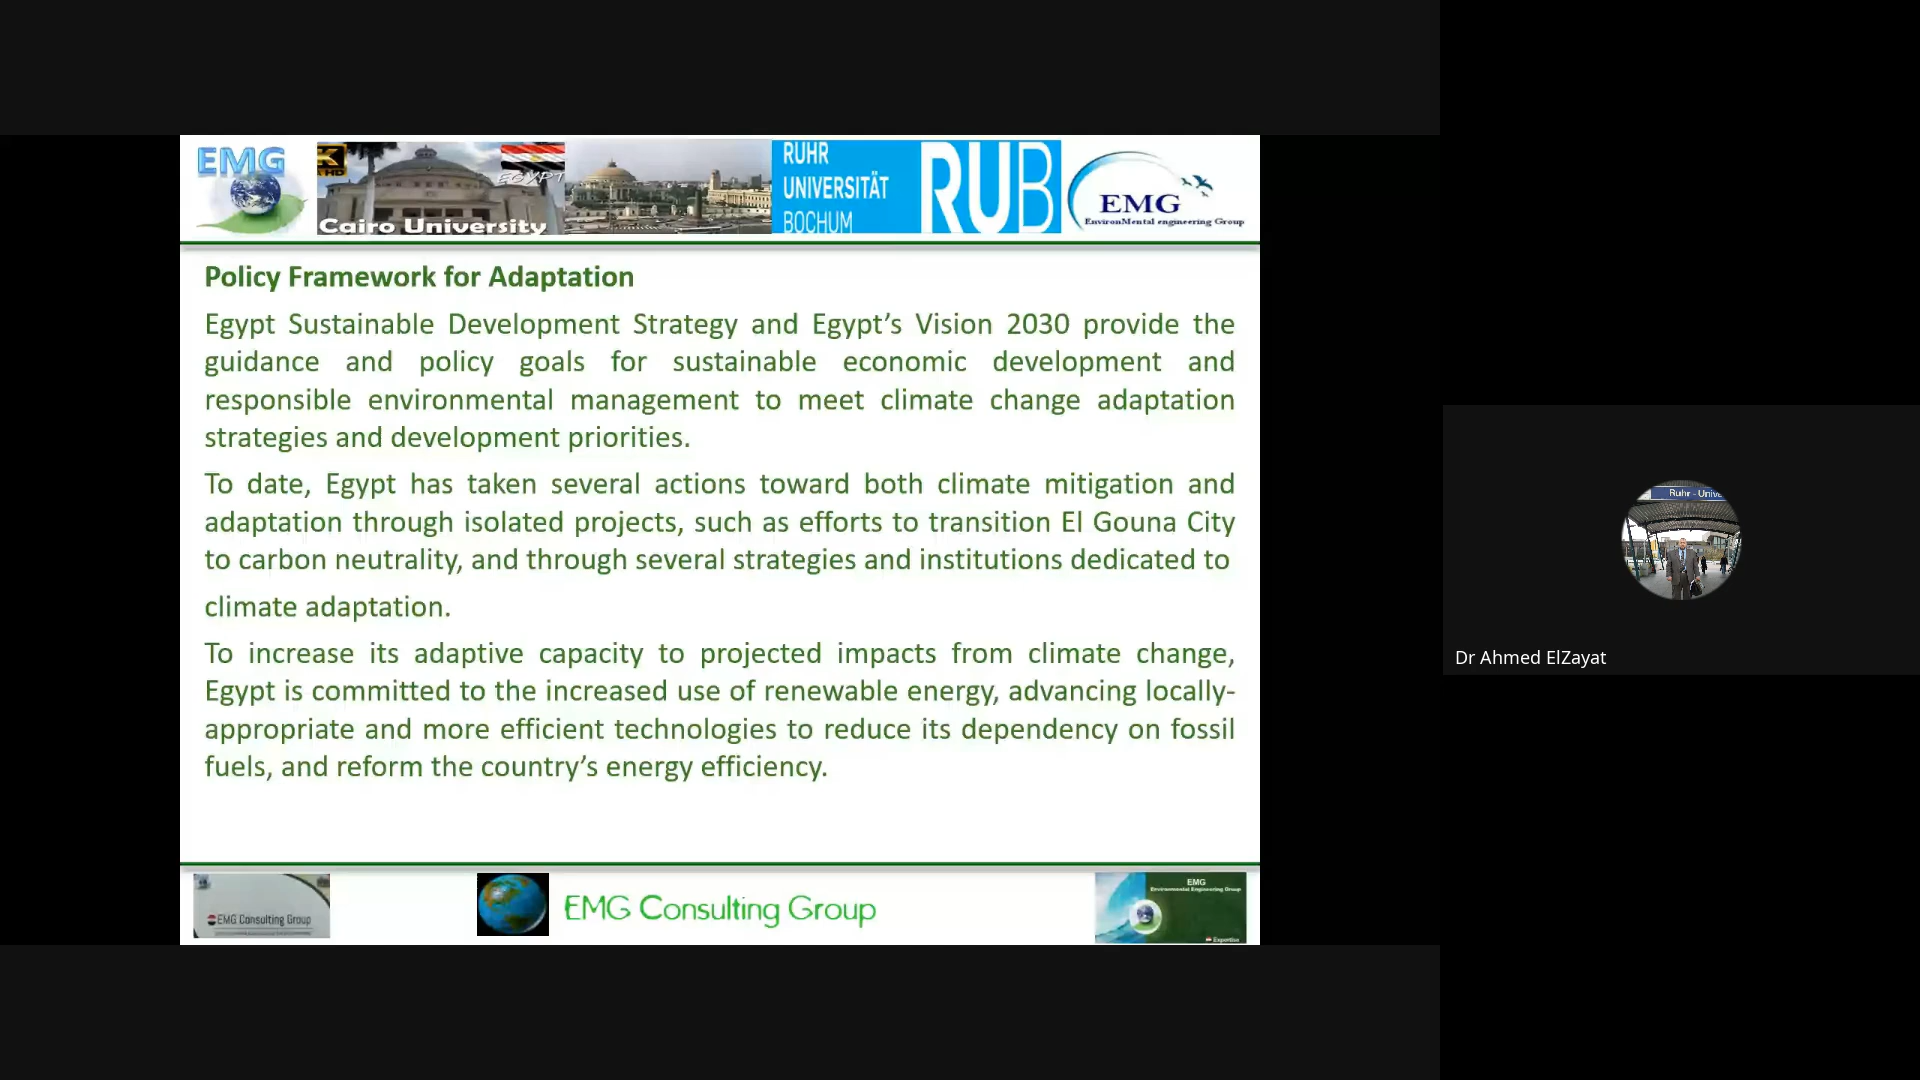 EMG
K
HD
EGYPT
Cairo University
RUHR
UNIVERSITÄT
BOCHUM
RUB
EMG
EnvironMental engineering Group
Policy Framework for Adaptation
Egypt Sustainable Development Strategy and Egypt’s Vision 2030 provide the
guidance and policy goals for sustainable economic development and
responsible environmental management to meet climate change adaptation
strategies and development priorities.
To date, Egypt has taken several actions toward both climate mitigation and
adaptation through isolated projects, such as efforts to transition El Gouna City
to carbon neutrality, and through several strategies and institutions dedicated to
climate adaptation.
To increase its adaptive capacity to projected impacts from climate change,
Egypt is committed to the increased use of renewable energy, advancing locally-
appropriate and more efficient technologies to reduce its dependency on fossil
fuels, and reform the country’s energy efficiency.
Ruhr - Unive
Dr Ahmed ElZayat
EMG Consulting Group
EMG Consulting Group
EMG
Environmental Engineering Group
Expertise